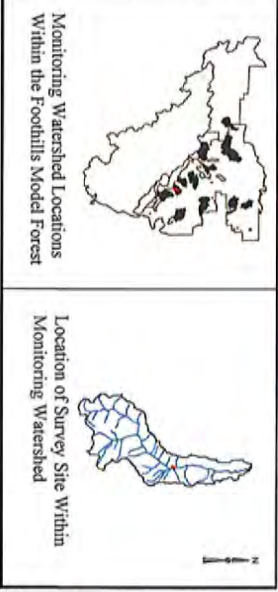 Monitoring Watershed Locations
Within the Foothills Model Forest
Location of Survey Site Within
Monitoring Watershed
N